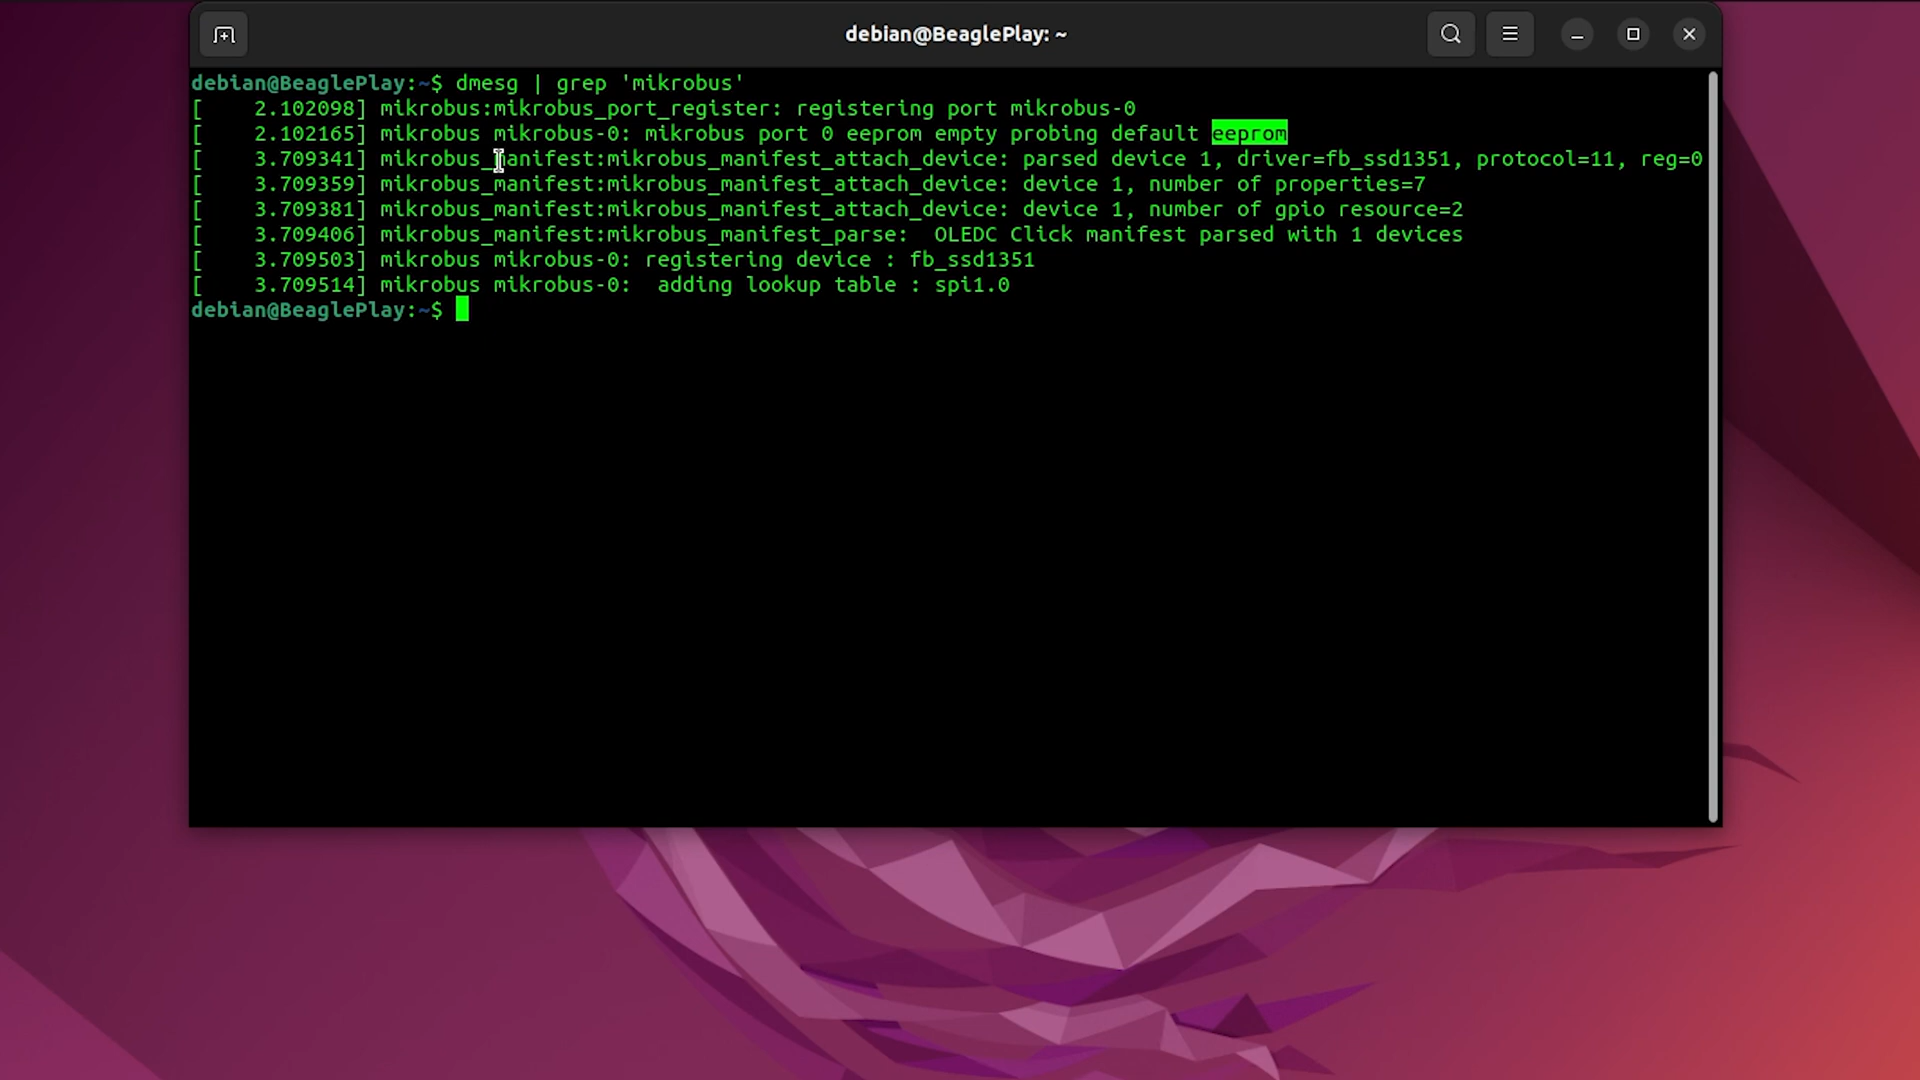 debian@BeaglePlay: ~
debian@BeaglePlay:~$ dmesg | grep 'mikrobus'
[    2.102098] mikrobus:mikrobus_port_register: registering port mikrobus-0
[    2.102165] mikrobus mikrobus-0: mikrobus port 0 eeprom empty probing default eeprom
[    3.709341] mikrobus_manifest:mikrobus_manifest_attach_device: parsed device 1, driver=fb_ssd1351, protocol=11, reg=0
[    3.709359] mikrobus_manifest:mikrobus_manifest_attach_device: device 1, number of properties=7
[    3.709381] mikrobus_manifest:mikrobus_manifest_attach_device: device 1, number of gpio resource=2
[    3.709406] mikrobus_manifest:mikrobus_manifest_parse:  OLEDC Click manifest parsed with 1 devices
[    3.709503] mikrobus mikrobus-0: registering device : fb_ssd1351
[    3.709514] mikrobus mikrobus-0:  adding lookup table : spi1.0
debian@BeaglePlay:~$